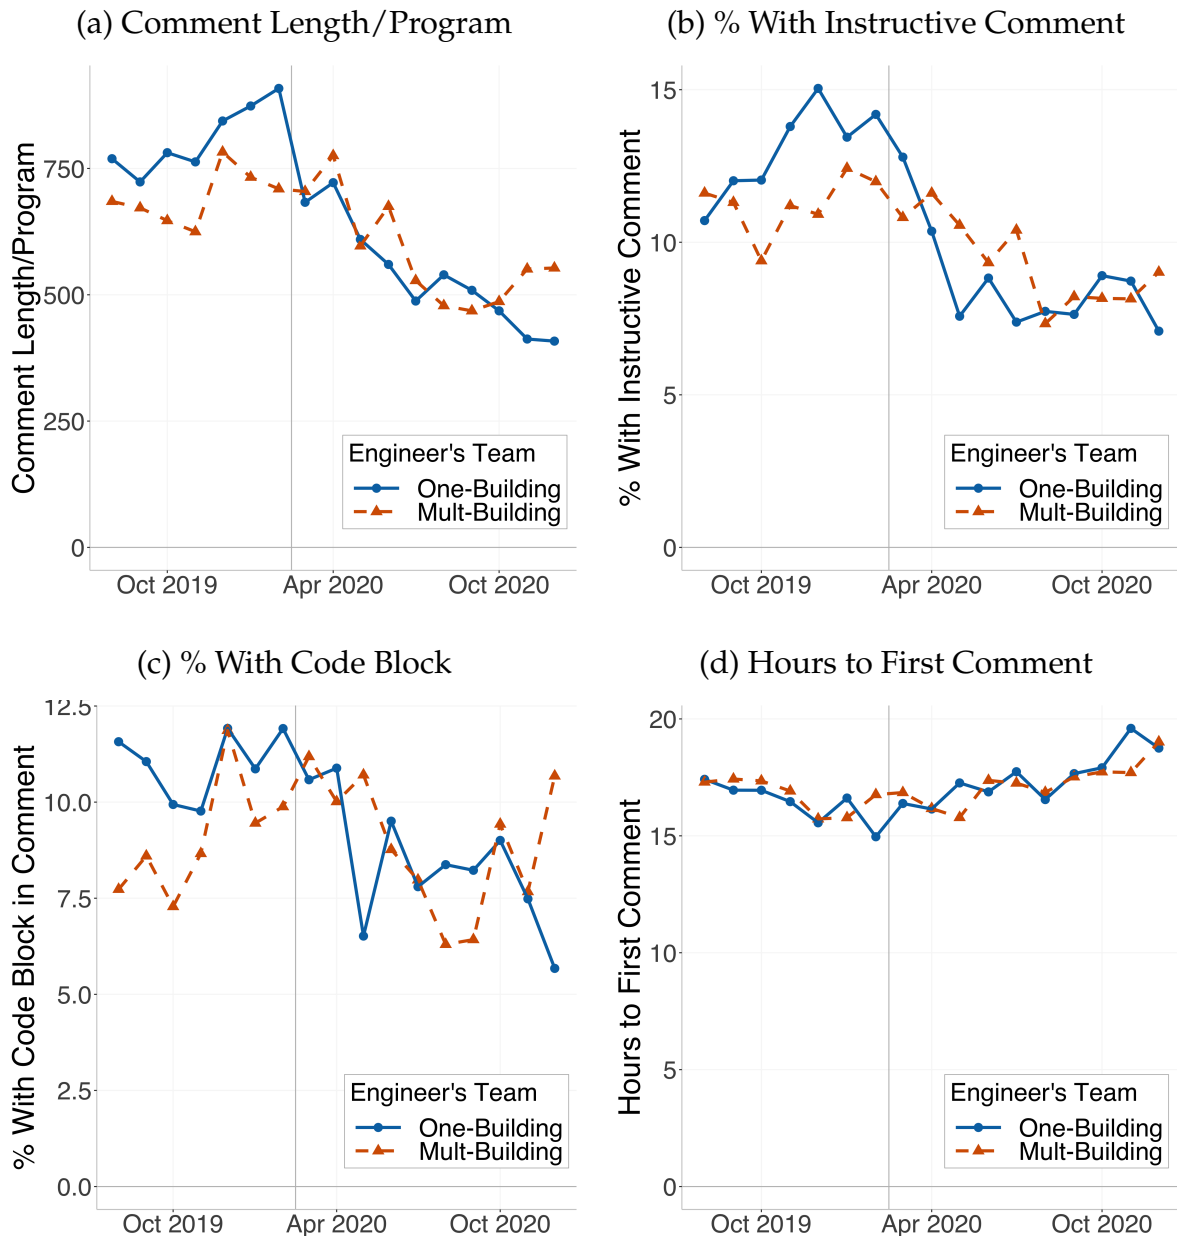 (a) Comment Length/Program
Comment Length/Program
750
500
250
0
Oct 2019 Apr 2020 Oct 2020
Engineer's Team
One-Building
Mult-Building
(b) % With Instructive Comment
% With Instructive Comment
15
10
5
0
Oct 2019 Apr 2020 Oct 2020
Engineer's Team
One-Building
Mult-Building
(c) % With Code Block
% With Code Block in Comment
12.5
10.0
7.5
5.0
2.5
0.0
Oct 2019 Apr 2020 Oct 2020
Engineer's Team
One-Building
Mult-Building
(d) Hours to First Comment
Hours to First Comment
20
15
10
5
0
Oct 2019 Apr 2020 Oct 2020
Engineer's Team
One-Building
Mult-Building